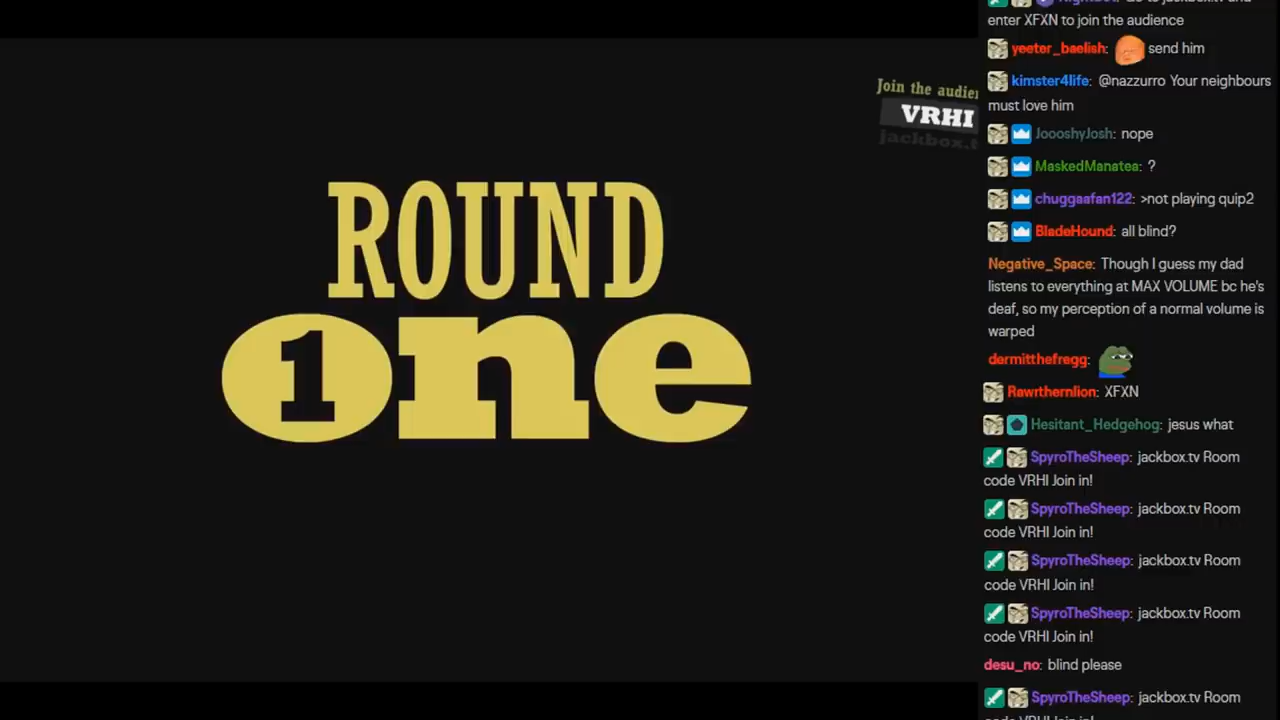 Join the audien
VRHI
jackbox.t
ROUND
1
One
enter XFXN to join the audience
yeeter_baelish: send him
kimster4life: @nazzurro Your neighbours
must love him
JoooshyJosh: nope
MaskedManatea: ?
chuggaafan122: >not playing quip2
BladeHound: all blind?
Negative_Space: Though I guess my dad
listens to everything at MAX VOLUME bc he's
deaf, so my perception of a normal volume is
warped
dermitthefregg:
Rawrthernlion: XFXN
Hesitant_Hedgehog: jesus what
SpyroTheSheep: jackbox.tv Room
code VRHI Join in!
SpyroTheSheep: jackbox.tv Room
code VRHI Join in!
SpyroTheSheep: jackbox.tv Room
code VRHI Join in!
SpyroTheSheep: jackbox.tv Room
code VRHI Join in!
desu_no: blind please
SpyroTheSheep: jackbox.tv Room